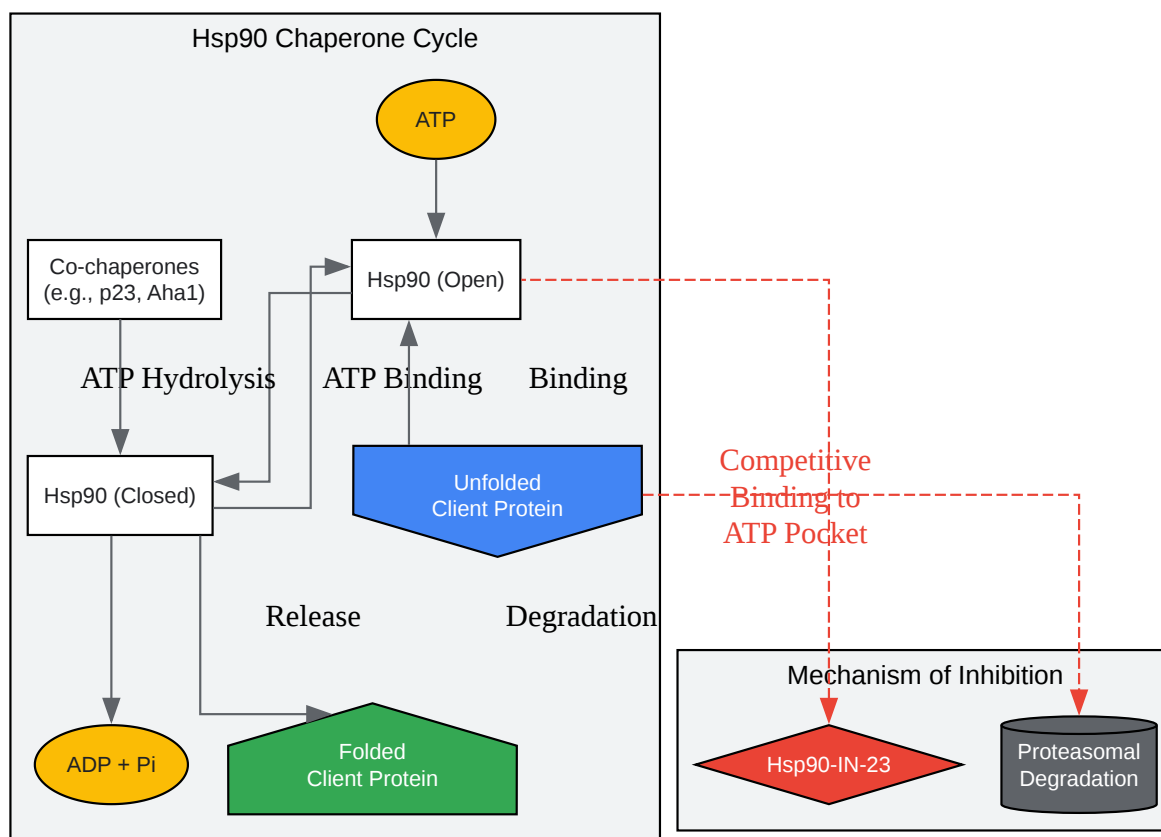 Hsp90 Chaperone Cycle
ATP
Co-chaperones
(e.g., p23, Aha1)
Hsp90 (Open)
ATP Hydrolysis
ATP Binding
Binding
Hsp90 (Closed)
Unfolded
Client Protein
Competitive
Binding to
ATP Pocket
Release
Degradation
Mechanism of Inhibition
ADP + Pi
Folded
Client Protein
Hsp90-IN-23
Proteasomal
Degradation